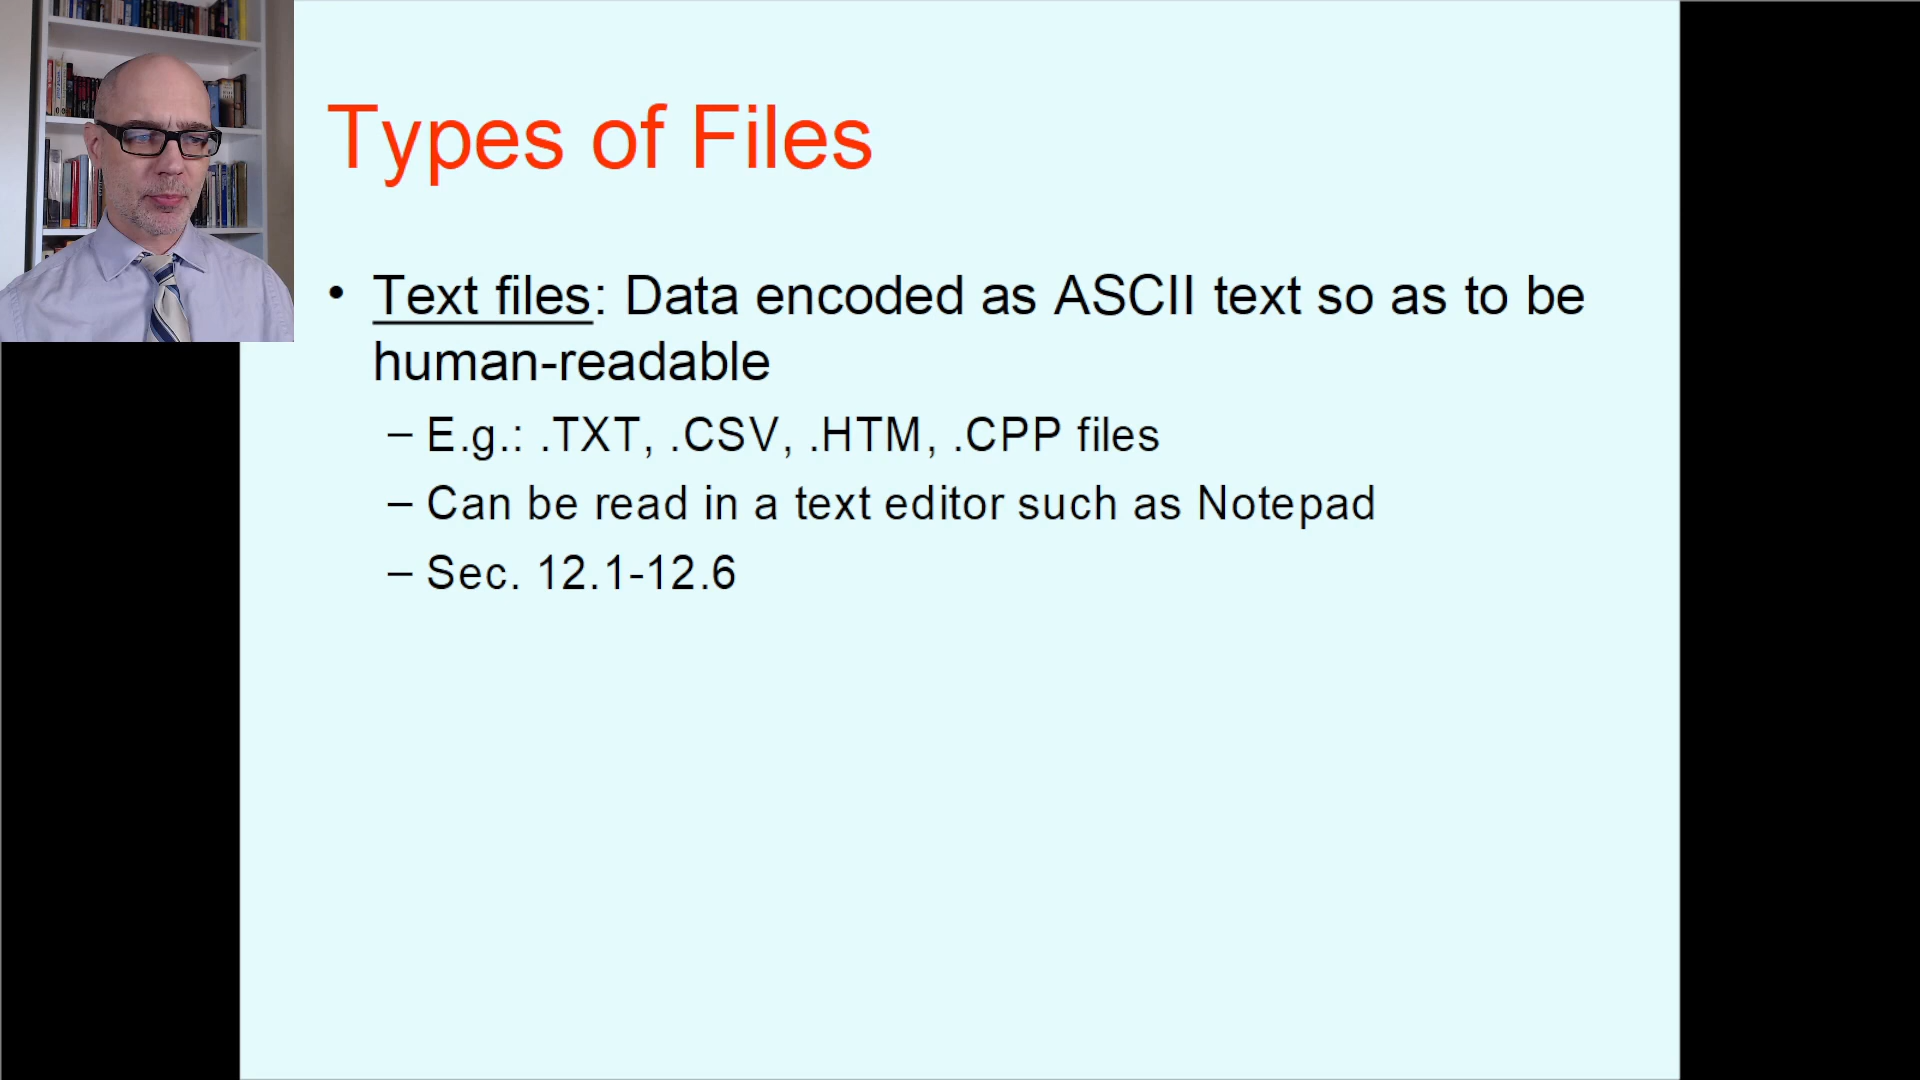 Types of Files
• Text files: Data encoded as ASCII text so as to be
human-readable
– E.g.: .TXT, .CSV, .HTM, .CPP files
– Can be read in a text editor such as Notepad
– Sec. 12.1-12.6